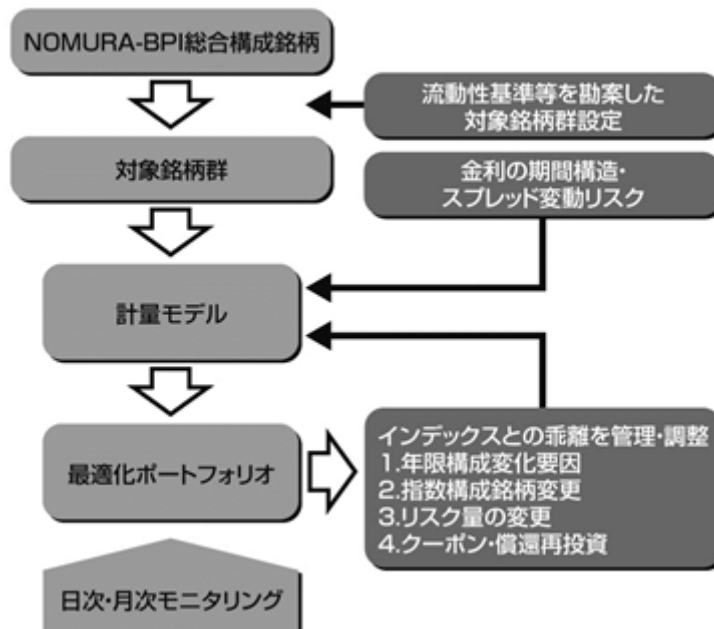 NOMURA-BPI総合構成銘柄
流動性基準等を勘案した
対象銘柄群設定
対象銘柄群
金利の期間構造・
スプレッド変動リスク
計量モデル
最適化ポートフォリオ
インデックスとの乖離を管理・調整
1.年限構成変化要因
2.指数構成銘柄変更
3.リスク量の変更
4.クーポン・償還再投資
日次・月次モニタリング